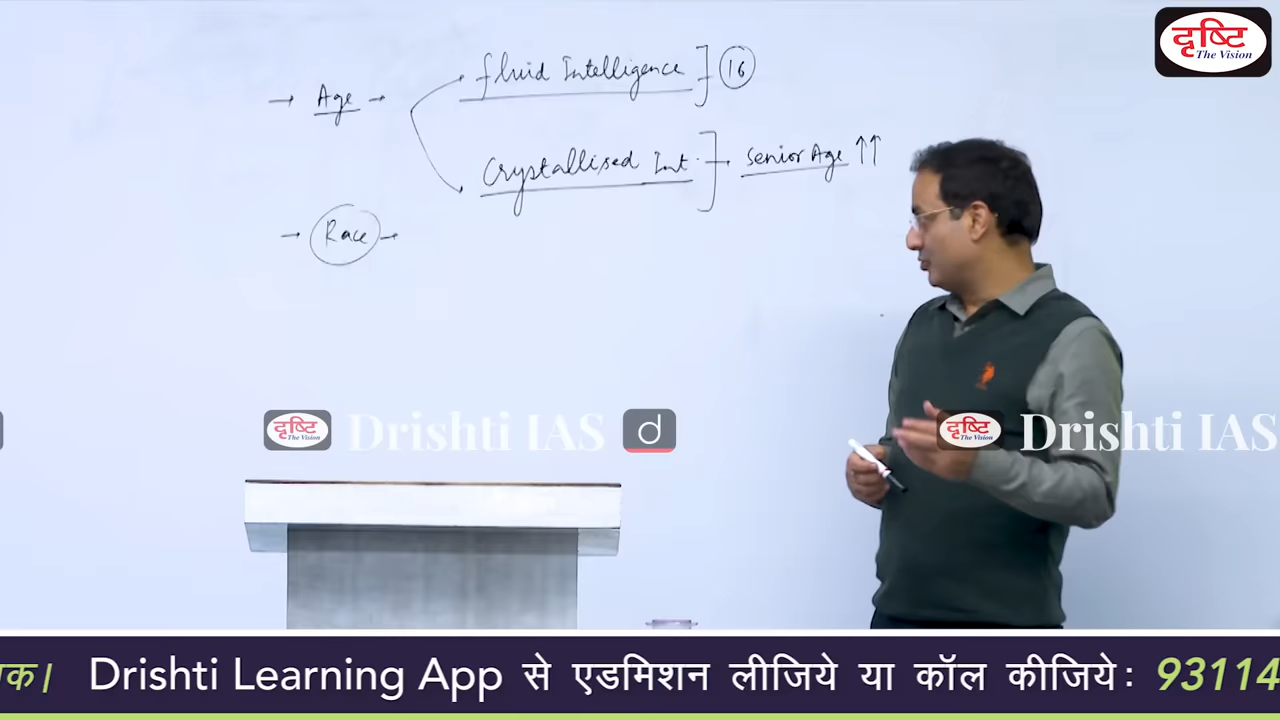 दृष्टि
The Vision
→ Age → fluid Intelligence ] 16
Crystallised Int. ] → Senior Age ↑↑
→ Race →
दृष्टि The Vision Drishti IAS d
दृष्टि The Vision Drishti IAS
Drishti Learning App से एडमिशन लीजिये या कॉल कीजिये: 93114